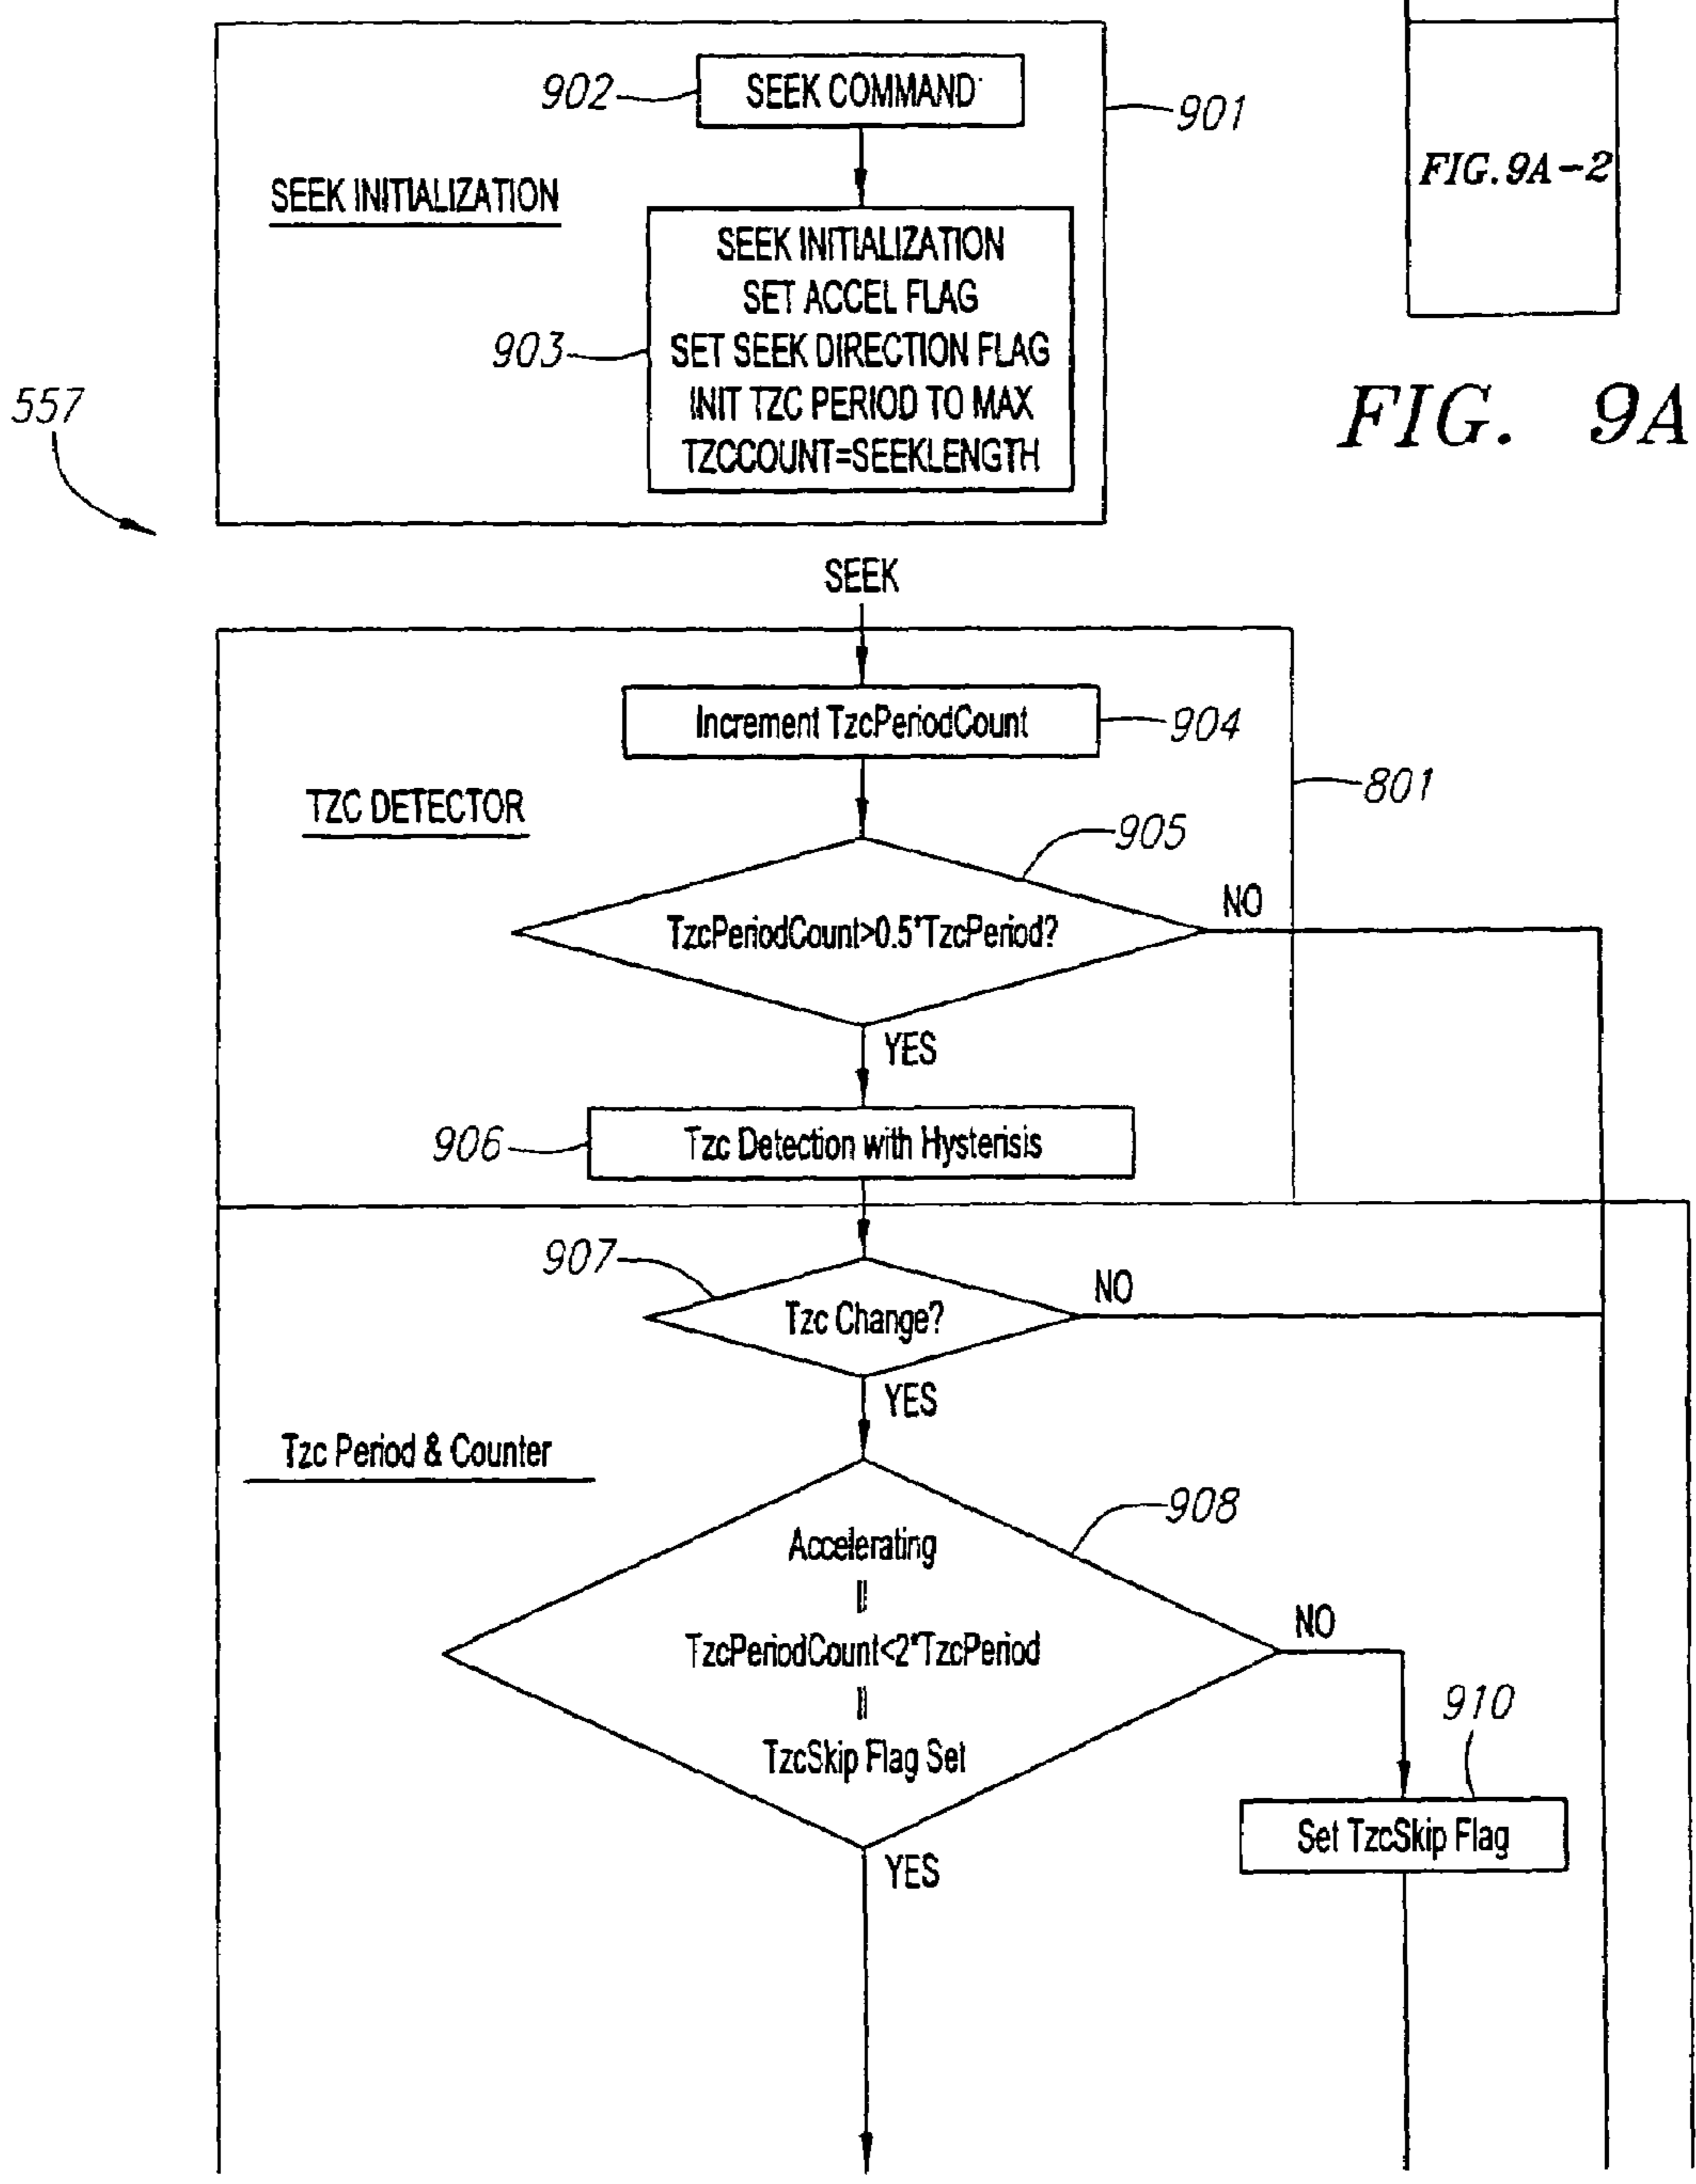 902
SEEK COMMAND
901
SEEK INITIALIZATION
FIG.9A-2
903
SEEK INITIALIZATION
SET ACCEL FLAG
SET SEEK DIRECTION FLAG
INIT TZC PERIOD TO MAX
TZCCOUNT=SEEKLENGTH
FIG. 9A
557
SEEK
Increment TzcPeriodCount
904
TZC DETECTOR
801
905
TzcPeriodCount>0.5*TzcPeriod?
NO
YES
906
Tzc Detection with Hysterisis
907
Tzc Change?
NO
YES
Tzc Period & Counter
908
Accelerating
||
TzcPeriodCount<2*TzcPeriod
||
TzcSkip Flag Set
NO
910
Set TzcSkip Flag
YES